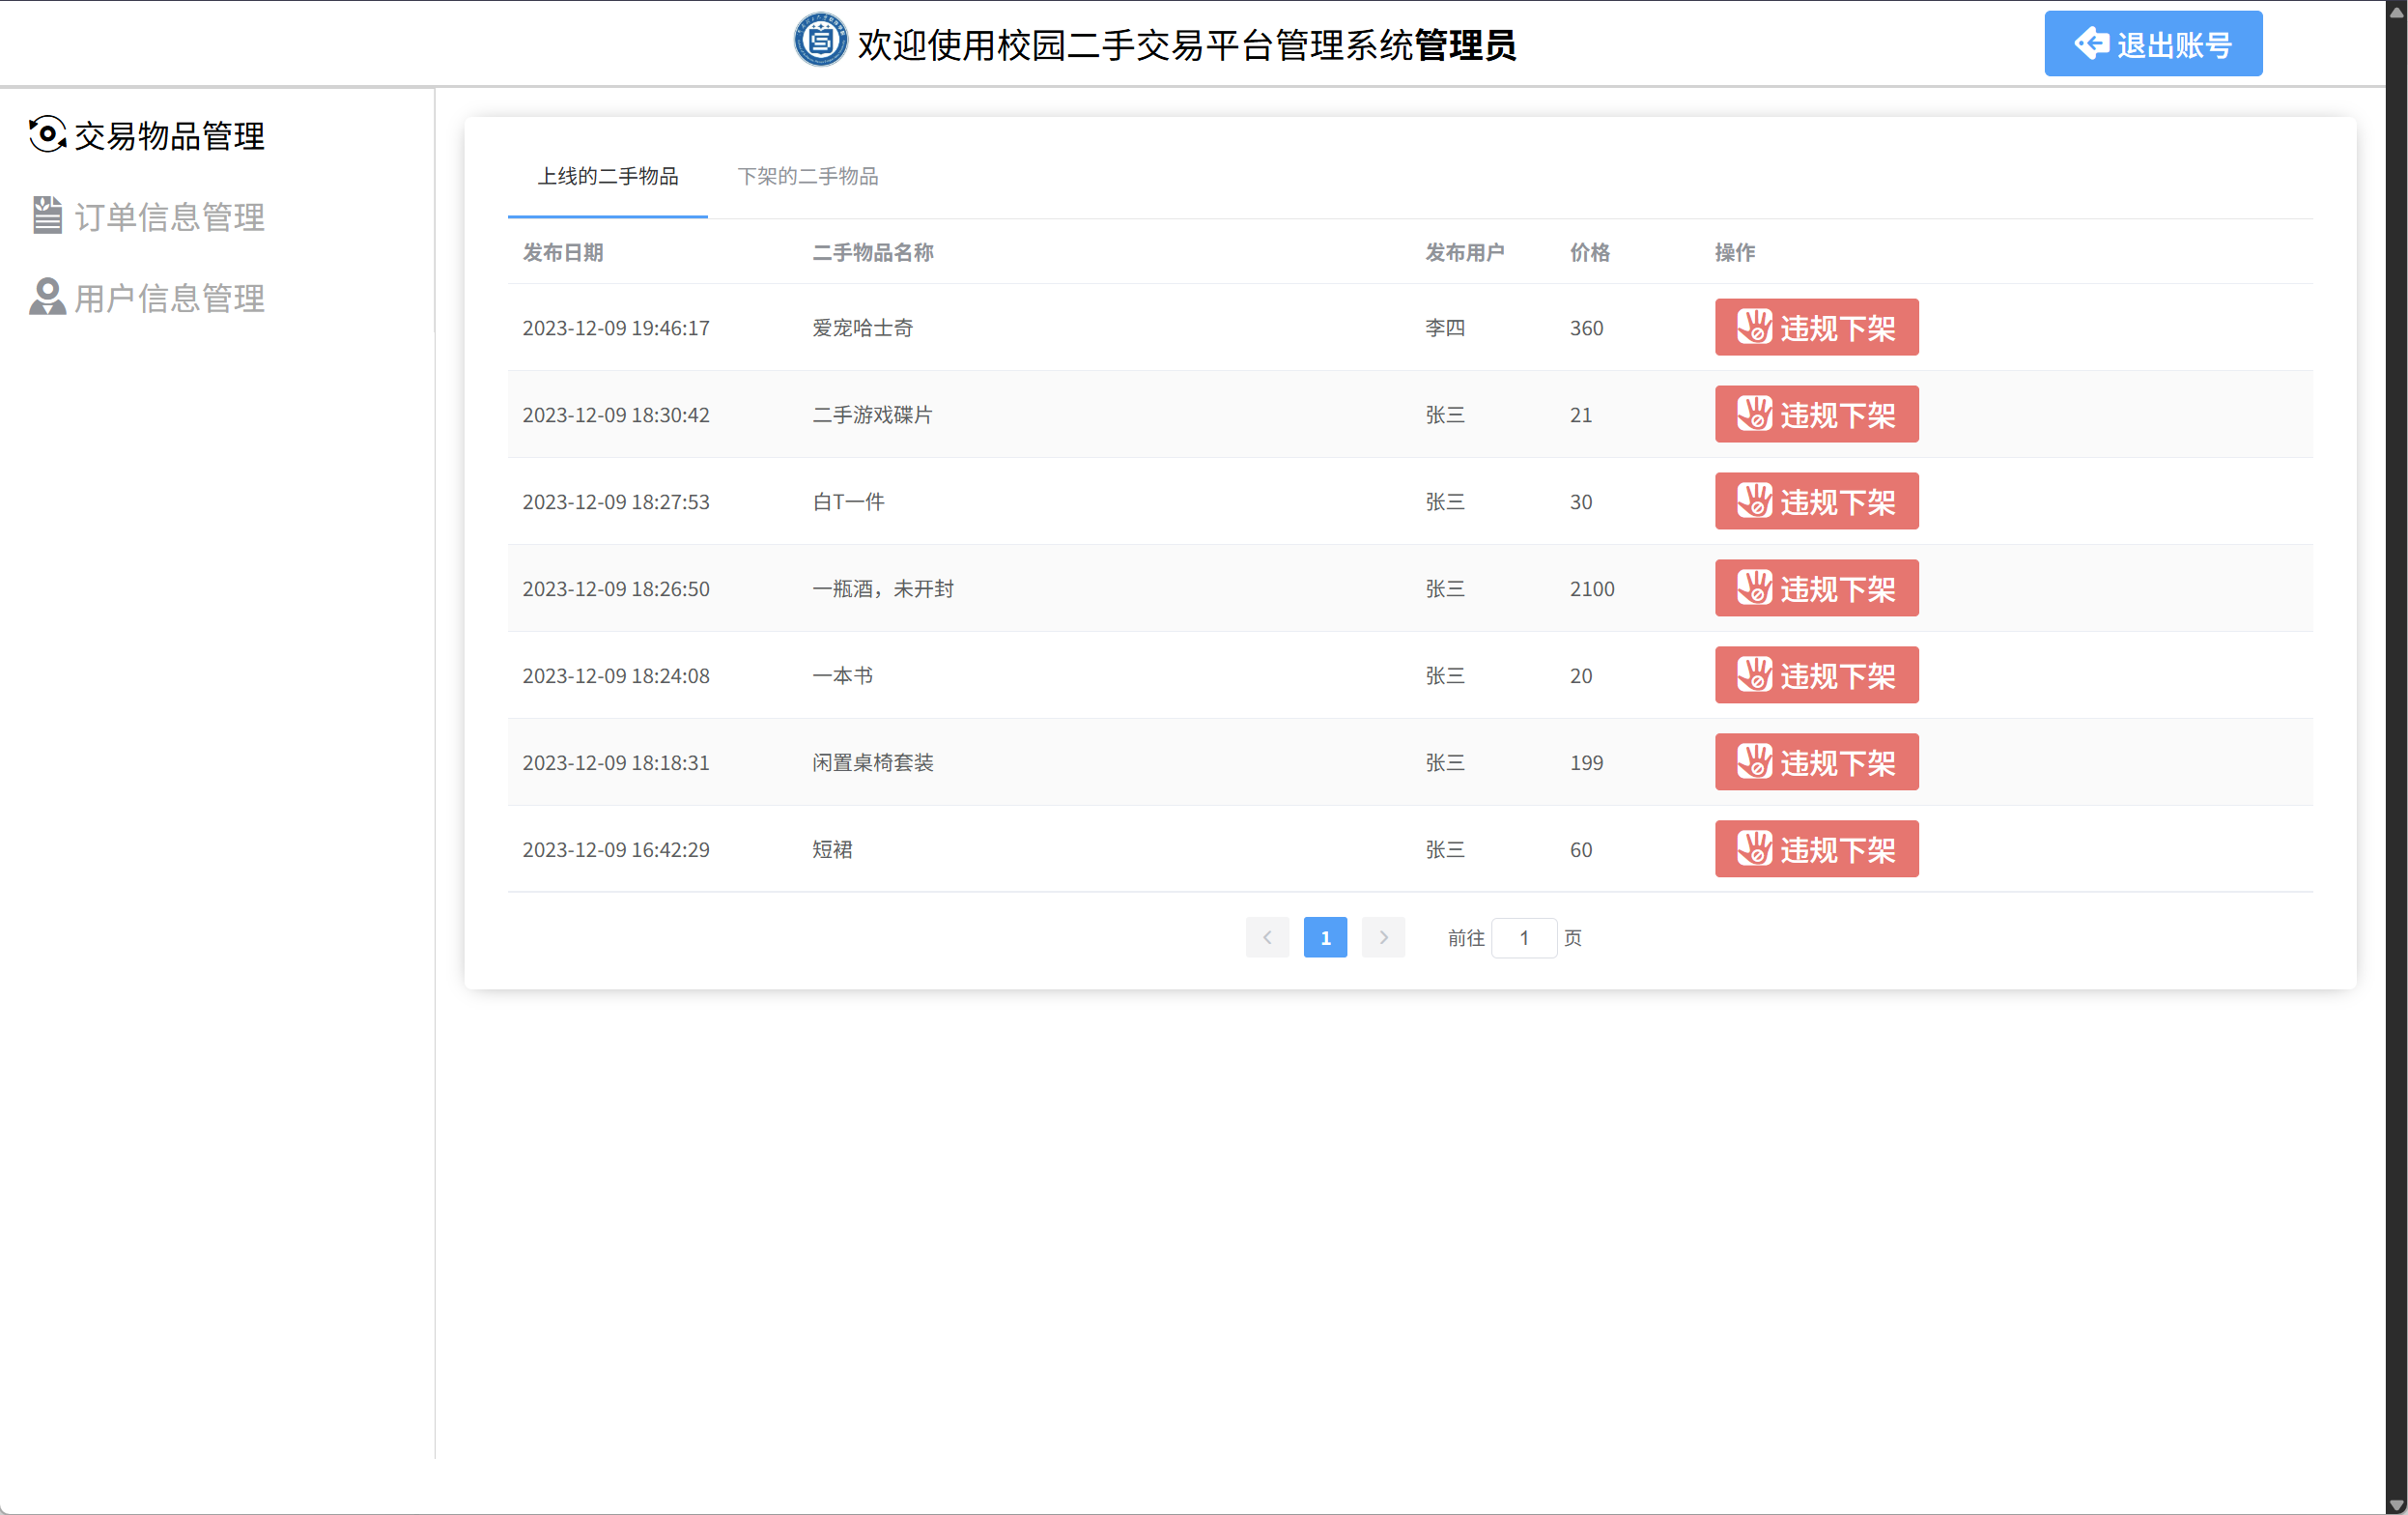 欢迎使用校园二手交易平台管理系统管理员
退出账号
交易物品管理
订单信息管理
用户信息管理
上线的二手物品 下架的二手物品
发布日期 二手物品名称 发布用户 价格 操作
2023-12-09 19:46:17 爱宠哈士奇 李四 360 违规下架
2023-12-09 18:30:42 二手游戏碟片 张三 21 违规下架
2023-12-09 18:27:53 白T一件 张三 30 违规下架
2023-12-09 18:26:50 一瓶酒，未开封 张三 2100 违规下架
2023-12-09 18:24:08 一本书 张三 20 违规下架
2023-12-09 18:18:31 闲置桌椅套装 张三 199 违规下架
2023-12-09 16:42:29 短裙 张三 60 违规下架
1 前往 1 页